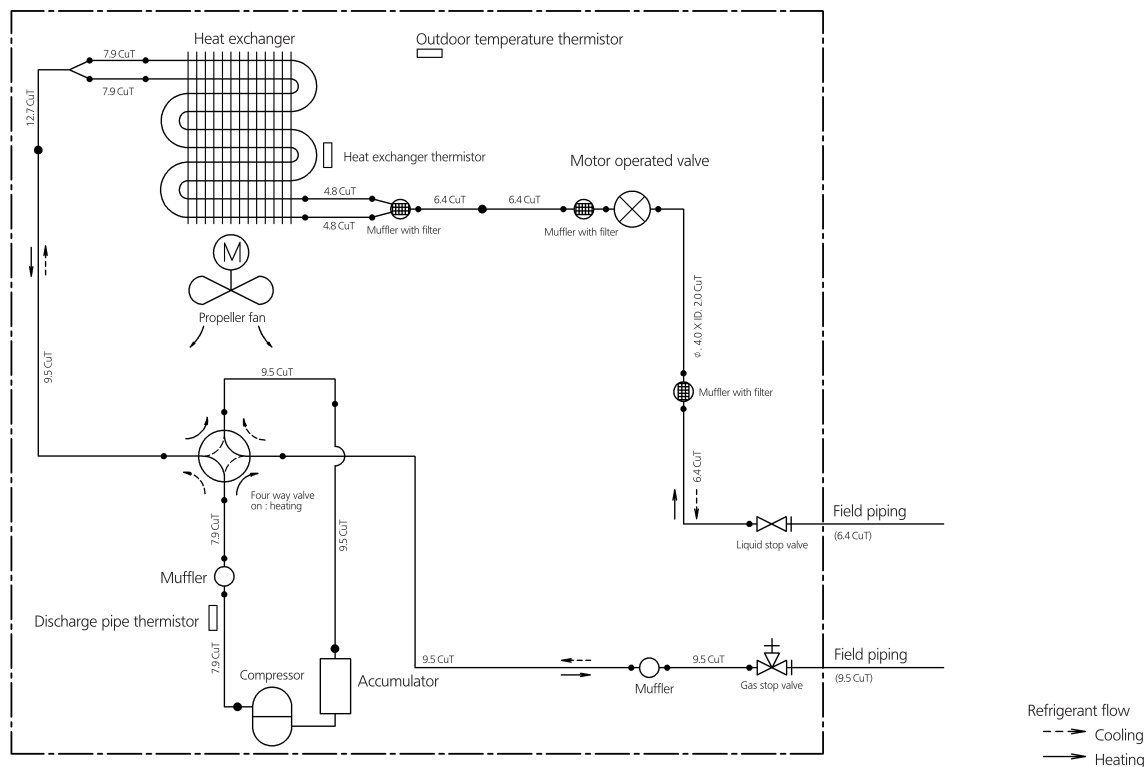 Heat exchanger
Outdoor temperature thermistor
7.9 CuT
7.9 CuT
12.7 CuT
Heat exchanger thermistor
Motor operated valve
4.8 CuT
4.8 CuT
6.4 CuT
6.4 CuT
Muffler with filter
Muffler with filter
M
Propeller fan
ϕ. 4.0 X ID. 2.0 CuT
9.5 CuT
9.5 CuT
Muffler with filter
6.4 CuT
Four way valve
on : heating
7.9 CuT
9.5 CuT
Field piping
(6.4 CuT)
Liquid stop valve
Muffler
Discharge pipe thermistor
7.9 CuT
Compressor
Accumulator
9.5 CuT
9.5 CuT
Muffler
Gas stop valve
Field piping
(9.5 CuT)
Refrigerant flow
Cooling
Heating